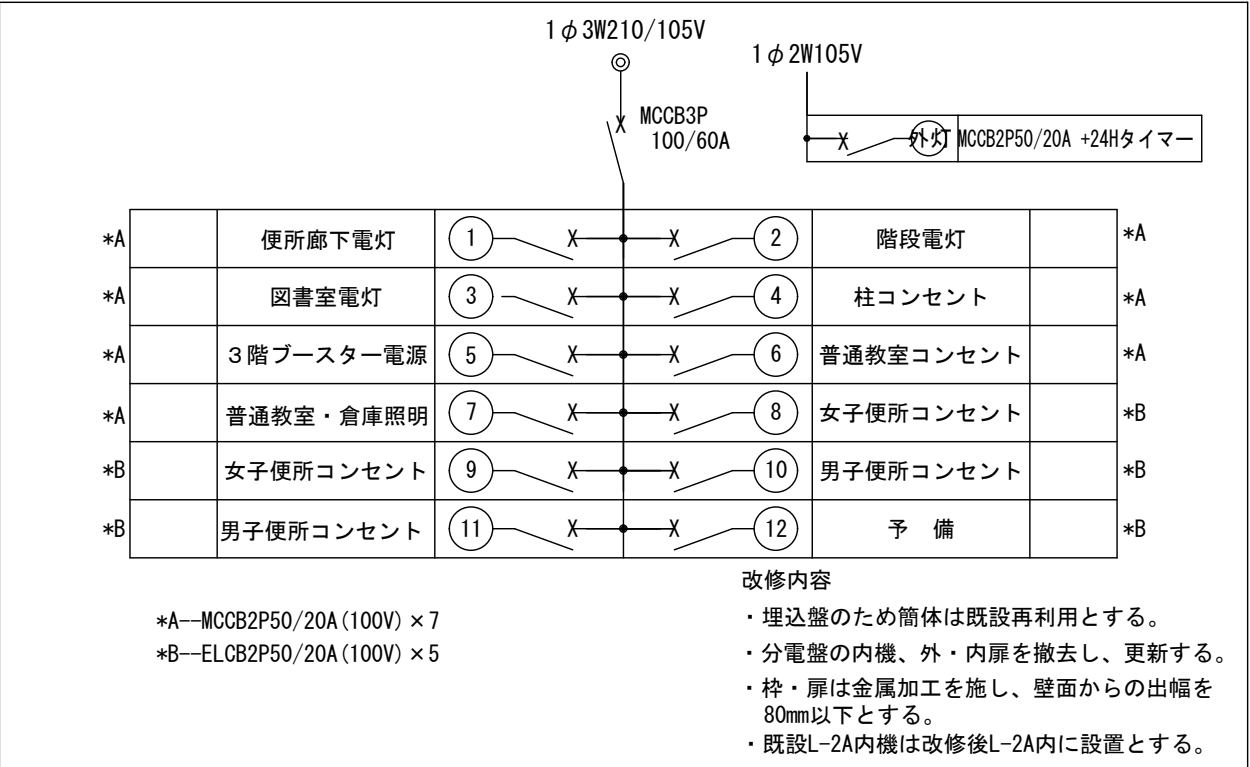 1φ3W210/105V
1φ2W105V
MCCB3P
100/60A
外灯 MCCB2P50/20A +24Hタイマー
*A 便所廊下電灯 1 2 階段電灯 *A
*A 図書室電灯 3 4 柱コンセント *A
*A 3階ブースター電源 5 6 普通教室コンセント *A
*A 普通教室・倉庫照明 7 8 女子便所コンセント *B
*B 女子便所コンセント 9 10 男子便所コンセント *B
*B 男子便所コンセント 11 12 予 備 *B
*A--MCCB2P50/20A(100V)×7
*B--ELCB2P50/20A(100V)×5
改修内容
・埋込盤のため簡体は既設再利用とする。
・分電盤の内機、外・内扉を撤去し、更新する。
・枠・扉は金属加工を施し、壁面からの出幅を
80mm以下とする。
・既設L-2A内機は改修後L-2A内に設置とする。